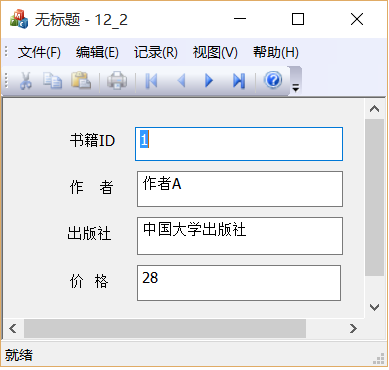 无标题 - 12_2
文件(F) 编辑(E) 记录(R) 视图(V) 帮助(H)
书籍ID 1
作 者 作者A
出版社 中国大学出版社
价 格 28
就绪